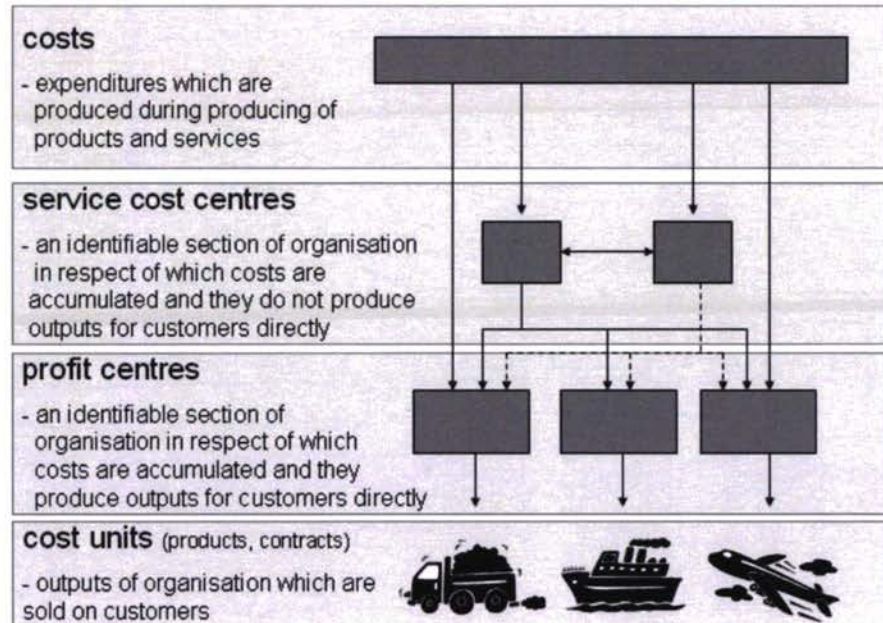 costs
- expenditures which are
produced during producing of
products and services
service cost centres
- an identifiable section of organisation
in respect of which costs are
accumulated and they do not produce
outputs for customers directly
profit centres
- an identifiable section of
organisation in respect of which
costs are accumulated and they
produce outputs for customers directly
cost units (products, contracts)
- outputs of organisation which are
sold on customers